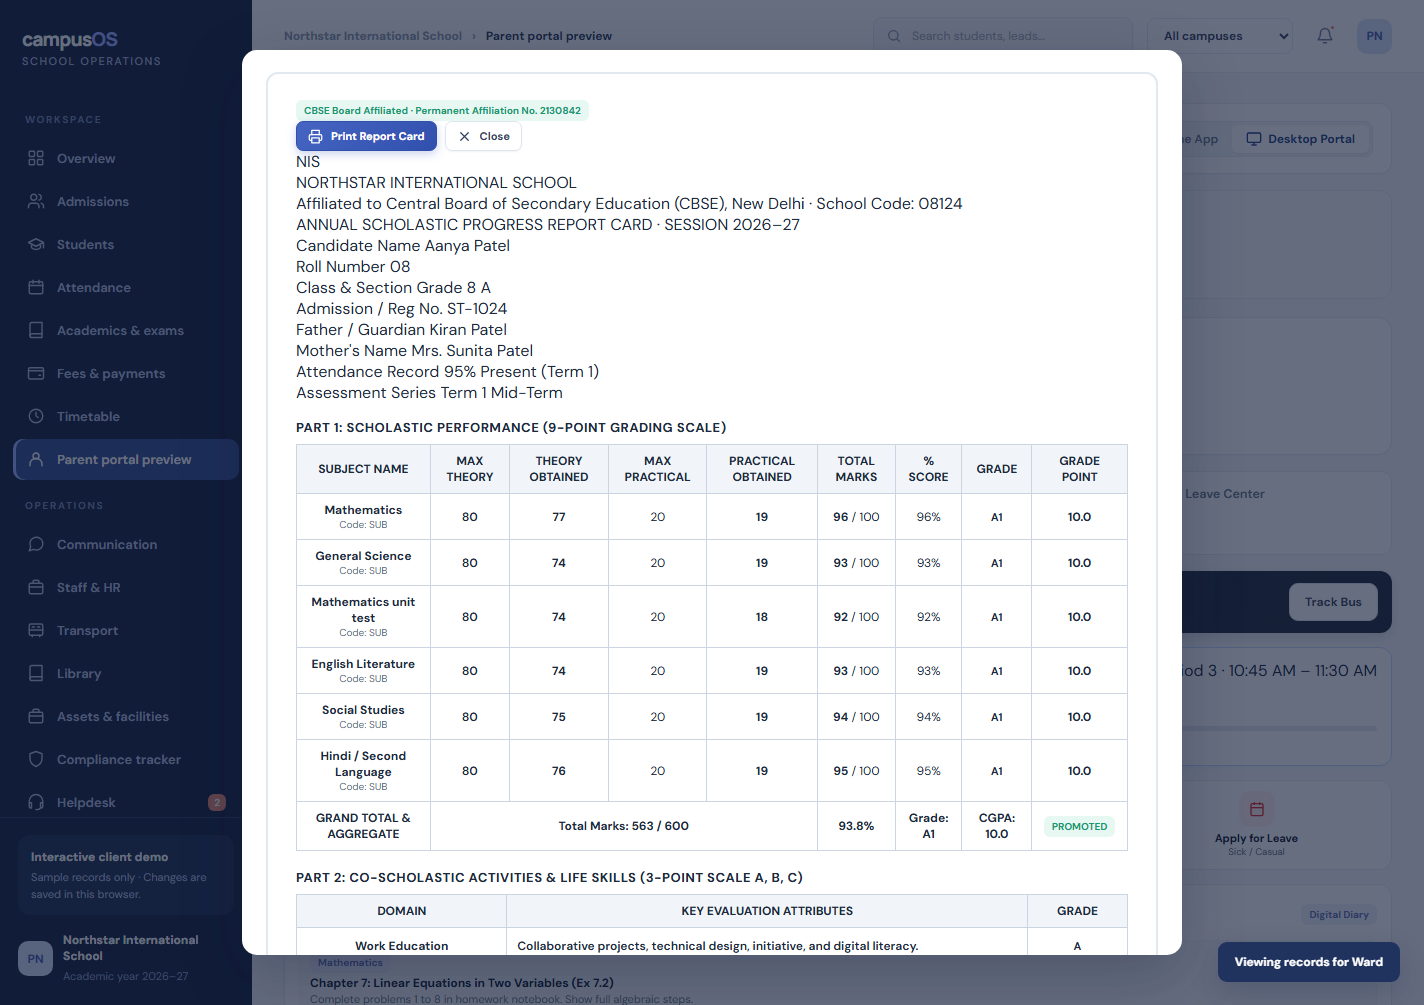 campusOS
SCHOOL OPERATIONS
WORKSPACE
Overview
Admissions
Students
Attendance
Academics & exams
Fees & payments
Timetable
Parent portal preview
OPERATIONS
Communication
Staff & HR
Transport
Library
Assets & facilities
Compliance tracker
Helpdesk 2
Interactive client demo
Sample records only · Changes are
saved in this browser.
PN
Northstar International
School
Academic year 2026–27
Northstar International School › Parent portal preview
Search students, leads...
All campuses
PN
CBSE Board Affiliated · Permanent Affiliation No. 2130842
Print Report Card
Close
NIS
NORTHSTAR INTERNATIONAL SCHOOL
Affiliated to Central Board of Secondary Education (CBSE), New Delhi · School Code: 08124
ANNUAL SCHOLASTIC PROGRESS REPORT CARD · SESSION 2026–27
Candidate Name Aanya Patel
Roll Number 08
Class & Section Grade 8 A
Admission / Reg No. ST-1024
Father / Guardian Kiran Patel
Mother's Name Mrs. Sunita Patel
Attendance Record 95% Present (Term 1)
Assessment Series Term 1 Mid-Term
PART 1: SCHOLASTIC PERFORMANCE (9-POINT GRADING SCALE)
SUBJECT NAME MAX THEORY THEORY OBTAINED MAX PRACTICAL PRACTICAL OBTAINED TOTAL MARKS % SCORE GRADE GRADE POINT
Mathematics 80 77 20 19 96 / 100 96% A1 10.0
Code: SUB
General Science 80 74 20 19 93 / 100 93% A1 10.0
Code: SUB
Mathematics unit test 80 74 20 18 92 / 100 92% A1 10.0
Code: SUB
English Literature 80 74 20 19 93 / 100 93% A1 10.0
Code: SUB
Social Studies 80 75 20 19 94 / 100 94% A1 10.0
Code: SUB
Hindi / Second Language 80 76 20 19 95 / 100 95% A1 10.0
Code: SUB
GRAND TOTAL & AGGREGATE Total Marks: 563 / 600 93.8% Grade: A1 CGPA: 10.0 PROMOTED
PART 2: CO-SCHOLASTIC ACTIVITIES & LIFE SKILLS (3-POINT SCALE A, B, C)
DOMAIN KEY EVALUATION ATTRIBUTES GRADE
Work Education Collaborative projects, technical design, initiative, and digital literacy. A
App
Desktop Portal
Leave Center
Track Bus
3 · 10:45 AM – 11:30 AM
Apply for Leave
Sick / Casual
Digital Diary
Mathematics
Chapter 7: Linear Equations in Two Variables (Ex 7.2)
Complete problems 1 to 8 in homework notebook. Show full algebraic steps.
Viewing records for Ward